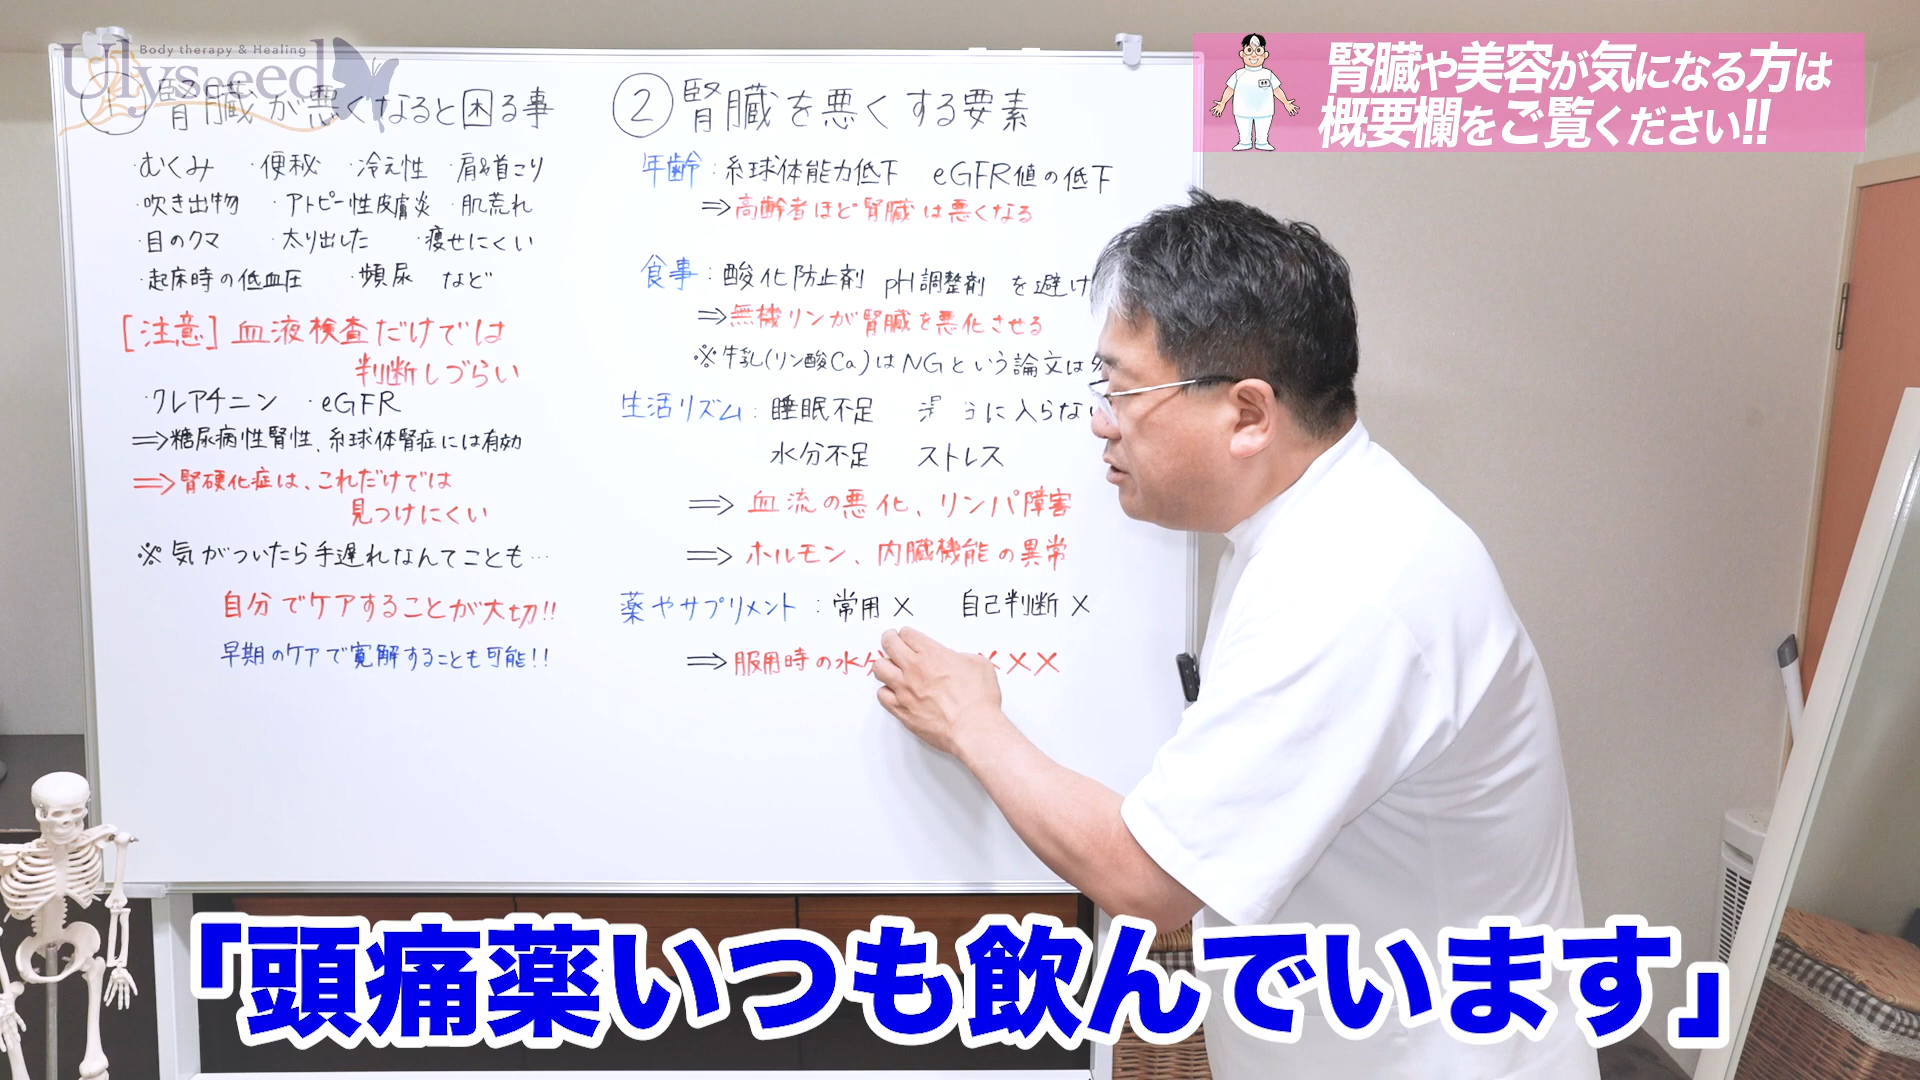 Ulyseeed
Body therapy & Healing
腎臓や美容が気になる方は
概要欄をご覧ください!!
① 腎臓が悪くなると困る事
・むくみ ・便秘 ・冷え性 ・肩や首こり
・吹き出物 ・アトピー性皮膚炎 ・肌荒れ
・目のクマ ・太り出した ・痩せにくい
・起床時の低血圧 ・頻尿 など
[注意] 血液検査だけでは
判断しづらい
・クレアチニン ・eGFR
⇒糖尿病性腎性、糸球体腎症には有効
⇒腎硬化症は、これだけでは
見つけにくい
※気がついたら手遅れなんてことも…
自分でケアすることが大切!!
早期のケアで寛解することも可能!!
② 腎臓を悪くする要素
年齢：糸球体能力低下 eGFR値の低下
⇒高齢者ほど腎臓は悪くなる
食事：酸化防止剤 pH調整剤 を避け
⇒無機リンが腎臓を悪化させる
※牛乳(リン酸Ca)はNGという論文は
生活リズム：睡眠不足 に入らな
水分不足 ストレス
⇒ 血流の悪化、リンパ障害
⇒ ホルモン、内臓機能の異常
薬やサプリメント：常用× 自己判断×
⇒服用時の水分 ×××
「頭痛薬いつも飲んでいます」